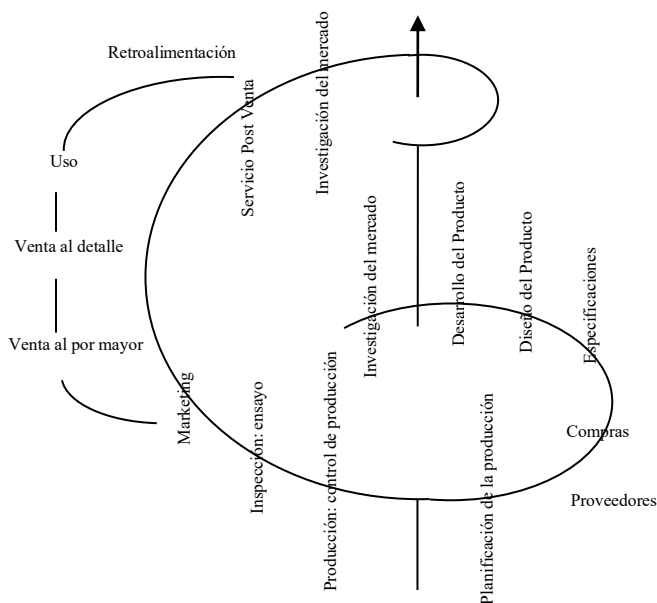 Retroalimentación
Servicio Post Venta
Investigación del mercado
Uso
Venta al detalle
Venta al por mayor
Marketing
Inspección: ensayo
Producción: control de producción
Investigación del mercado
Desarrollo del Producto
Diseño del Producto
Especificaciones
Compras
Proveedores
Planificación de la producción